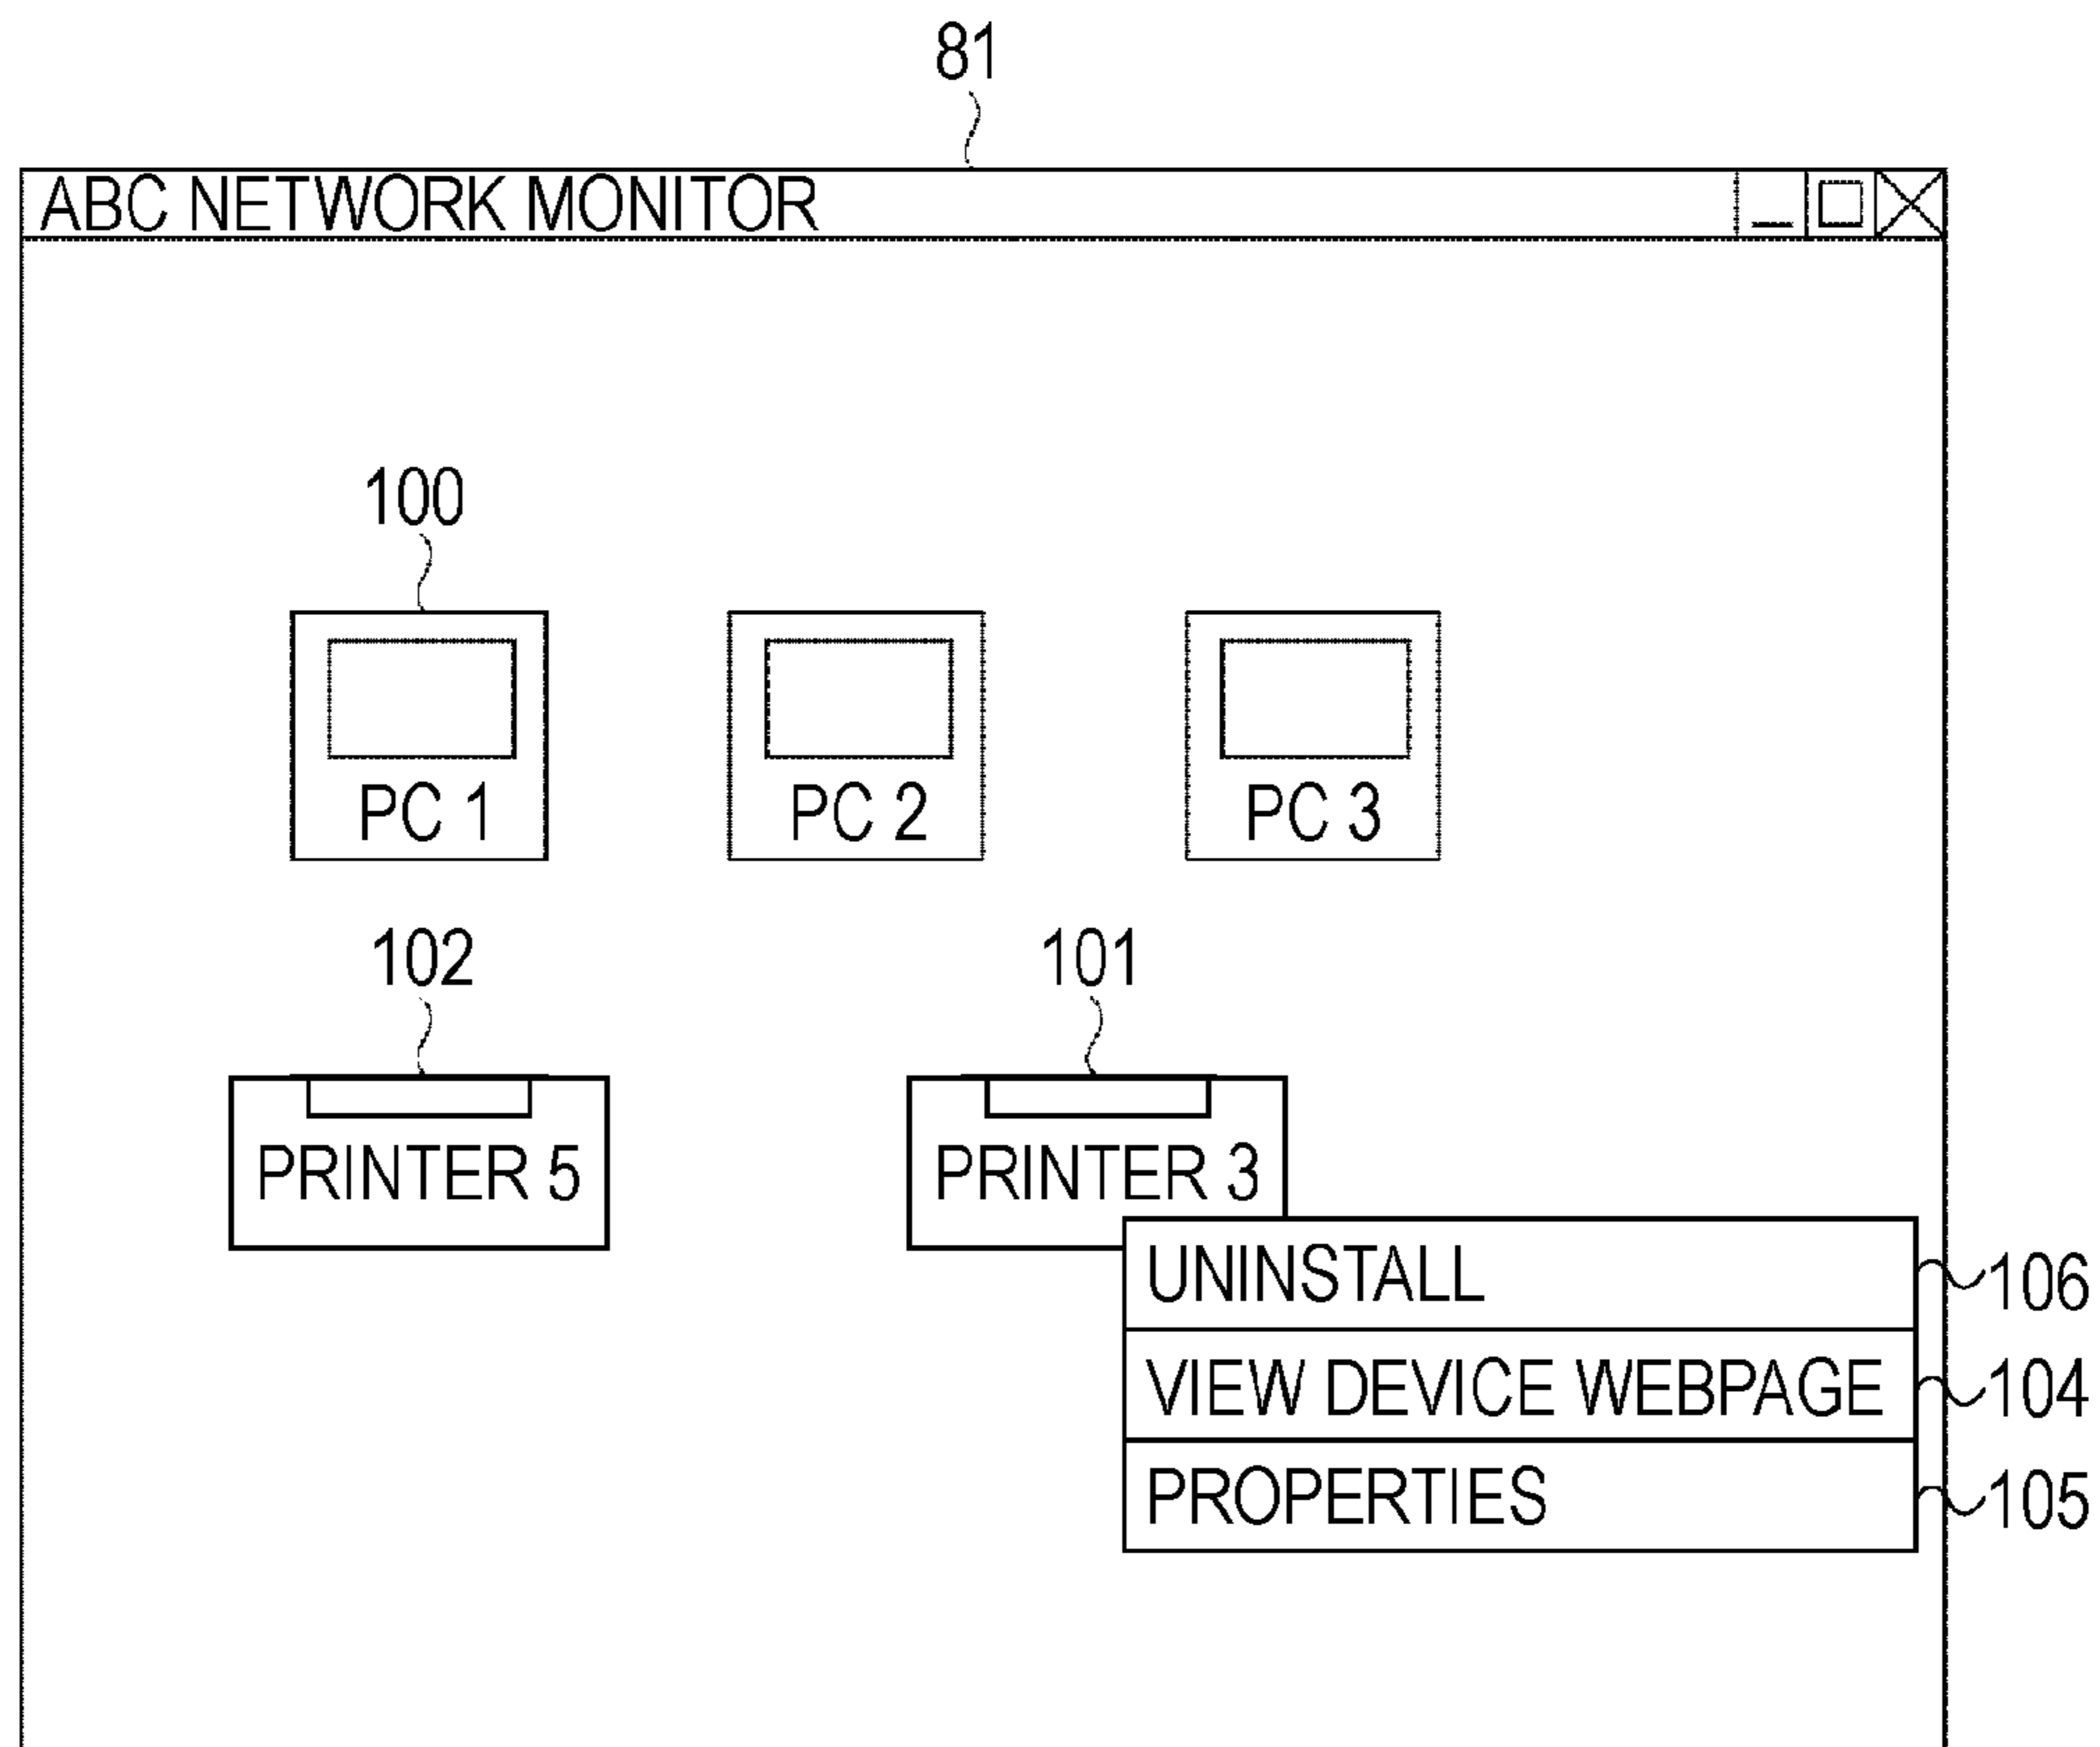 81
ABC NETWORK MONITOR
100
PC 1
PC 2
PC 3
102
101
PRINTER 5
PRINTER 3
UNINSTALL
106
VIEW DEVICE WEBPAGE
104
PROPERTIES
105